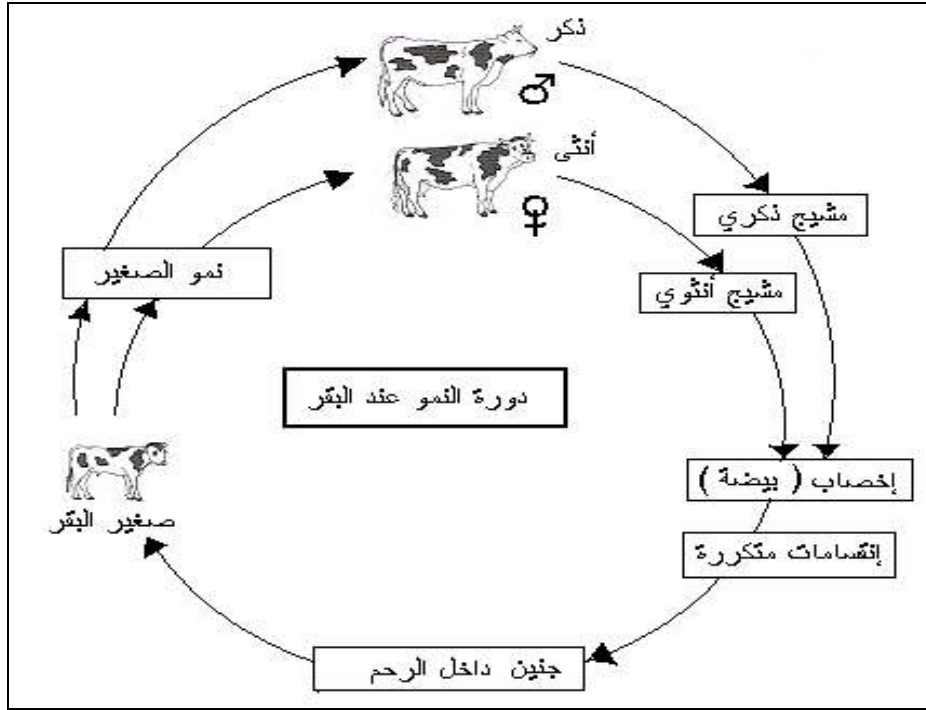 ذكر
♂
أنثى
♀
مشيج ذكري
مشيج أنثوي
نمو الصغير
دورة النمو عند البقر
إخصاب ( بيضة )
إنقسامات متكررة
صغير البقر
جنين داخل الرحم